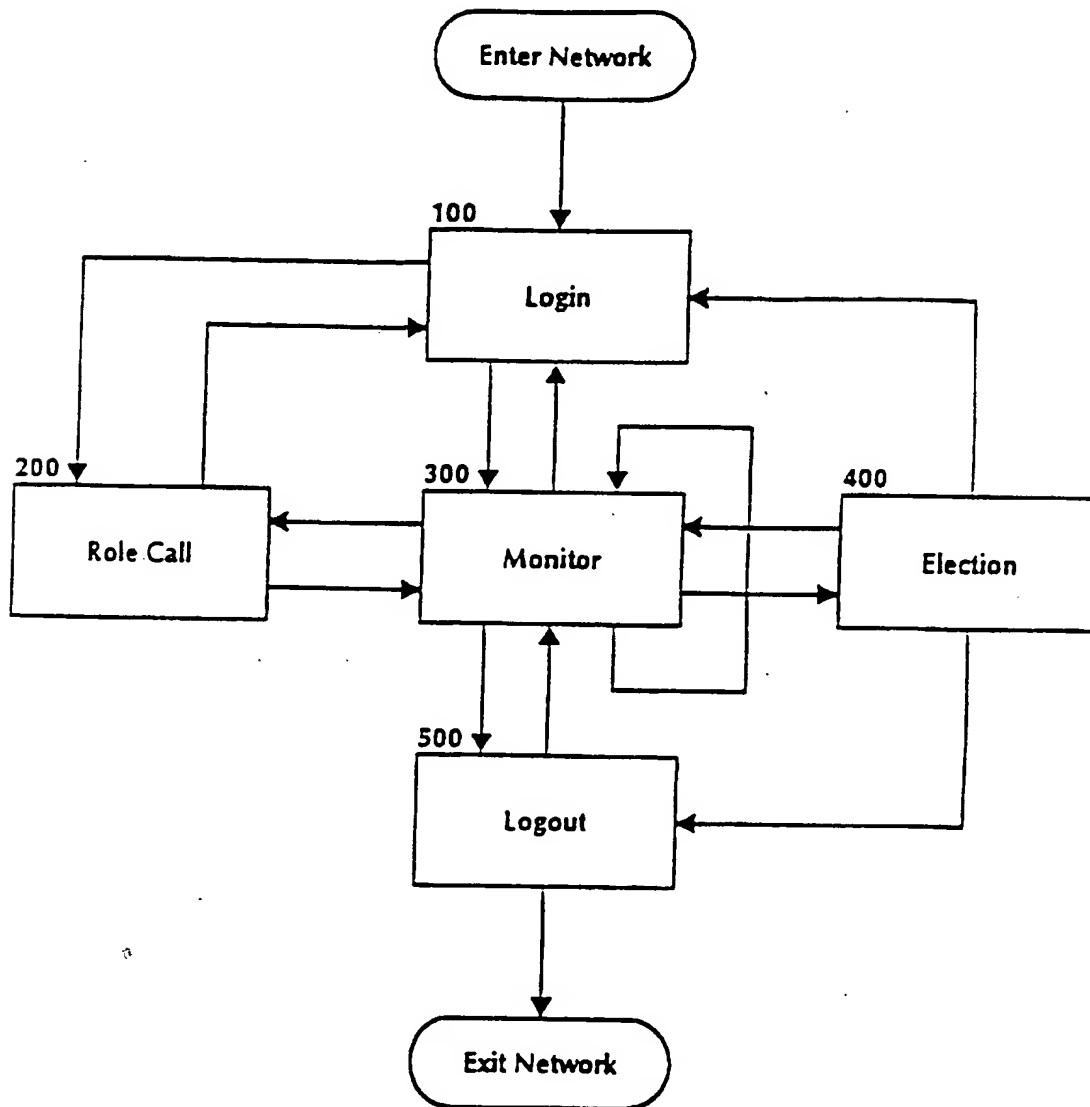 Enter Network
100
Login
200
Role Call
300
Monitor
400
Election
500
Logout
Exit Network